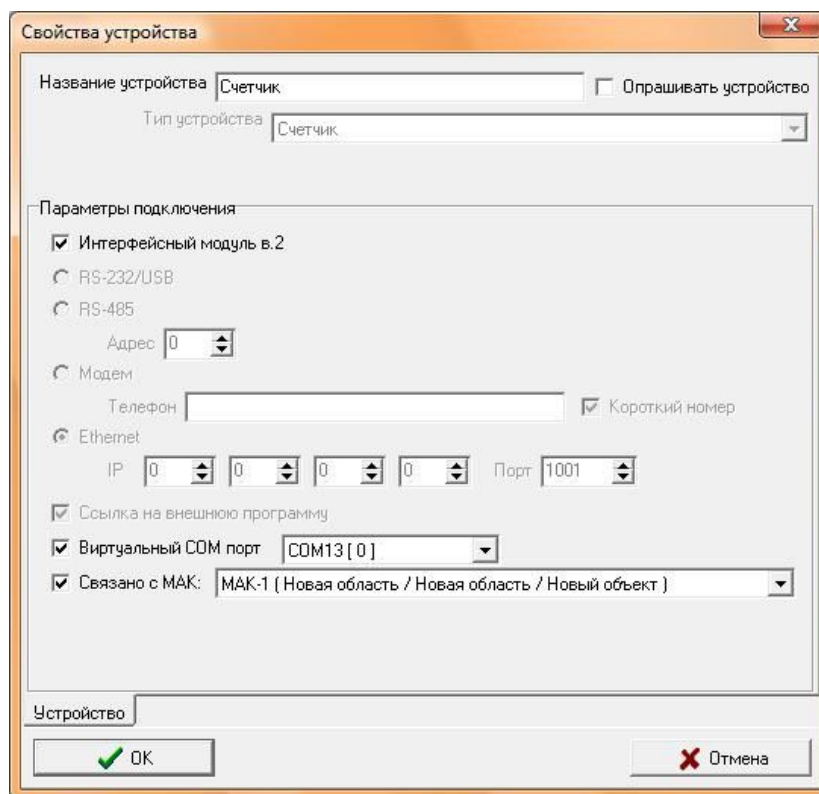 Свойства устройства
Название устройства Счетчик Опрашивать устройство
Тип устройства Счетчик
Параметры подключения
Интерфейсный модуль в.2
RS-232/USB
RS-485
Адрес 0
Модем
Телефон Короткий номер
Ethernet
IP 0 0 0 0 Порт 1001
Ссылка на внешнюю программу
Виртуальный COM порт COM13 [ 0 ]
Связано с МАК: МАК-1 ( Новая область / Новая область / Новый объект )
Устройство
OK Отмена